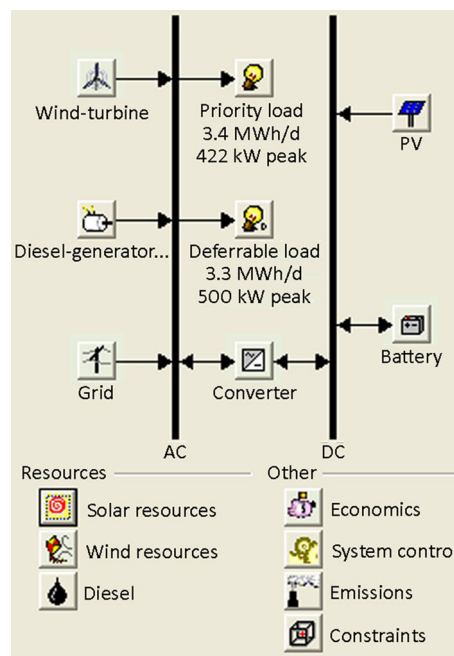 Wind-turbine
Priority load
3.4 MWh/d
422 kW peak
PV
Diesel-generator...
Deferrable load
3.3 MWh/d
500 kW peak
Battery
Grid
Converter
AC
DC
Resources
Other
Solar resources
Economics
Wind resources
System contro
Diesel
Emissions
Constraints